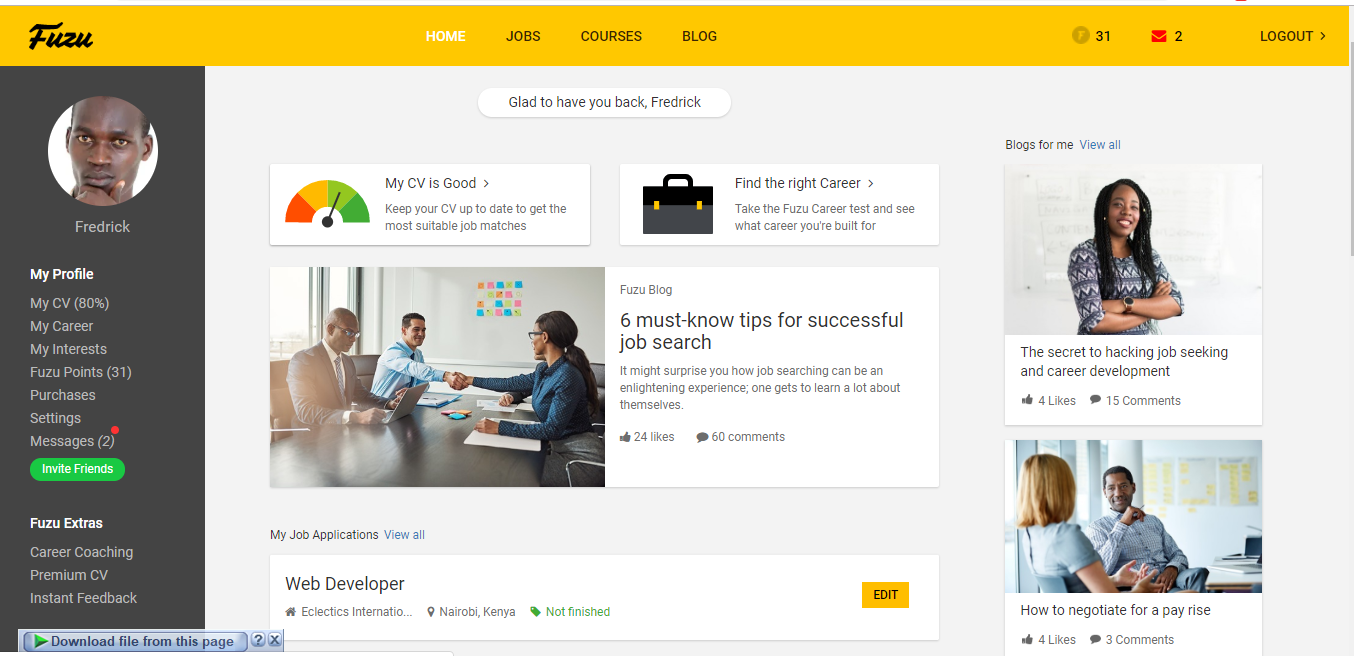 Fuzu
HOME
JOBS
COURSES
BLOG
31
2
LOGOUT
Fredrick
My Profile
My CV (80%)
My Career
My Interests
Fuzu Points (31)
Purchases
Settings
Messages (2)
Invite Friends
Fuzu Extras
Career Coaching
Premium CV
Instant Feedback
Download file from this page
?
X
Glad to have you back, Fredrick
My CV is Good
Keep your CV up to date to get the
most suitable job matches
Find the right Career
Take the Fuzu Career test and see
what career you're built for
Fuzu Blog
6 must-know tips for successful
job search
It might surprise you how job searching can be an
enlightening experience; one gets to learn a lot about
themselves.
24 likes
60 comments
My Job Applications View all
Web Developer
Eclectics Internatio...
Nairobi, Kenya
Not finished
EDIT
Blogs for me View all
The secret to hacking job seeking
and career development
4 Likes
15 Comments
How to negotiate for a pay rise
4 Likes
3 Comments